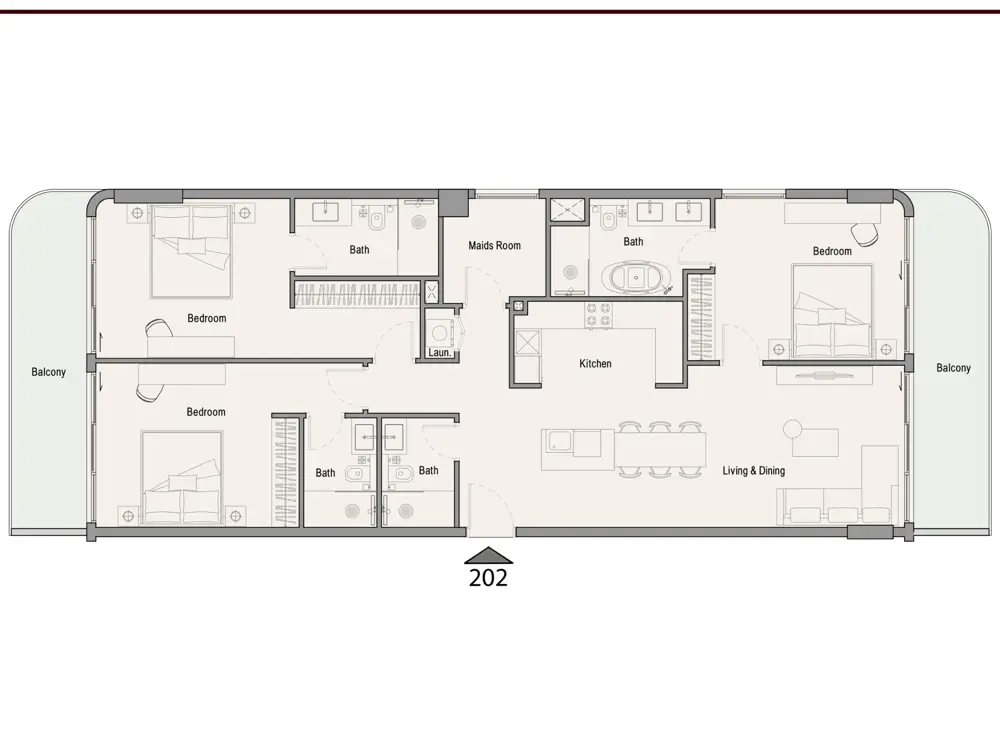 Maids Room
Bath
Bath
Bedroom
Bedroom
Laun.
Kitchen
Balcony
Balcony
Bedroom
Bath
Bath
Living & Dining
202